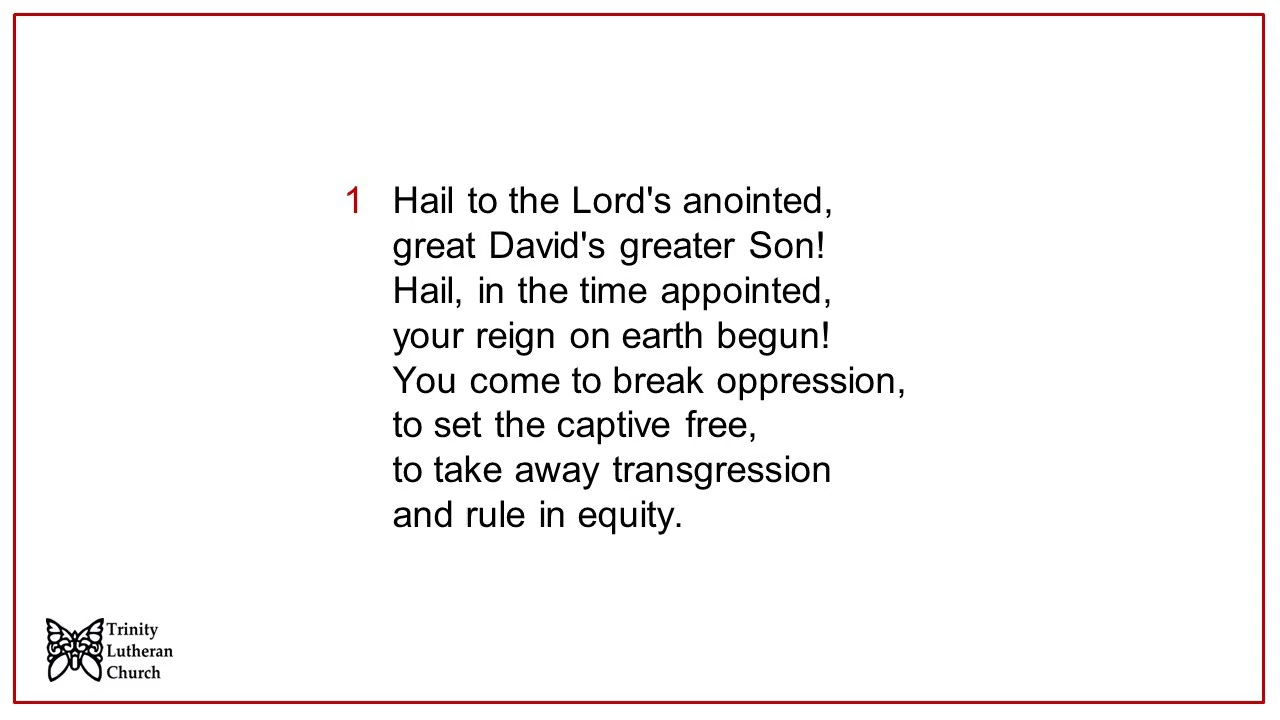 1 Hail to the Lord's anointed,
great David's greater Son!
Hail, in the time appointed,
your reign on earth begun!
You come to break oppression,
to set the captive free,
to take away transgression
and rule in equity.
Trinity
Lutheran
Church